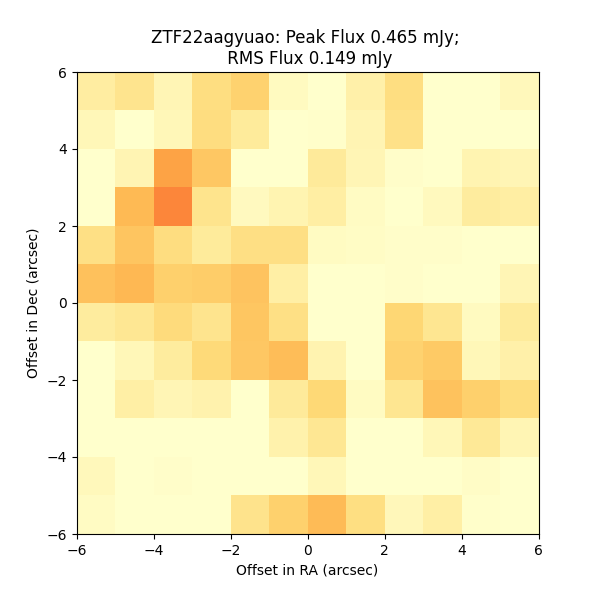 ZTF22aagyuao: Peak Flux 0.465 mJy;
RMS Flux 0.149 mJy
6
4
2
0
−2
−4
−6
Offset in Dec (arcsec)
−6 −4 −2 0 2 4 6
Offset in RA (arcsec)